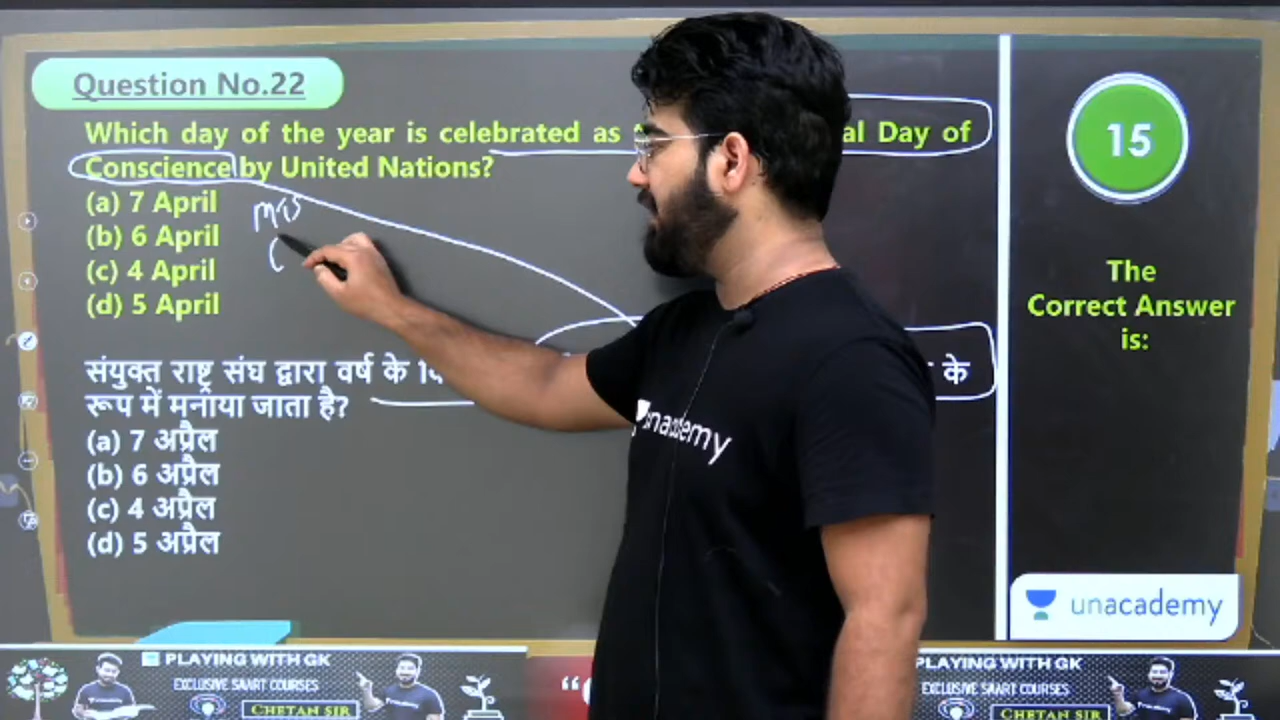 Question No.22
Which day of the year is celebrated as al Day of
Conscience by United Nations?
(a) 7 April
(b) 6 April
(c) 4 April
(d) 5 April
संयुक्त राष्ट्र संघ द्वारा वर्ष के के
रूप में मनाया जाता है?
(a) 7 अप्रैल
(b) 6 अप्रैल
(c) 4 अप्रैल
(d) 5 अप्रैल
15
The
Correct Answer
is:
unacademy
unacademy
PLAYING WITH GK
EXCLUSIVE SAART COURSES
CHETAN SIR
PLAYING WITH GK
EXCLUSIVE SAART COURSES
CHETAN SIR